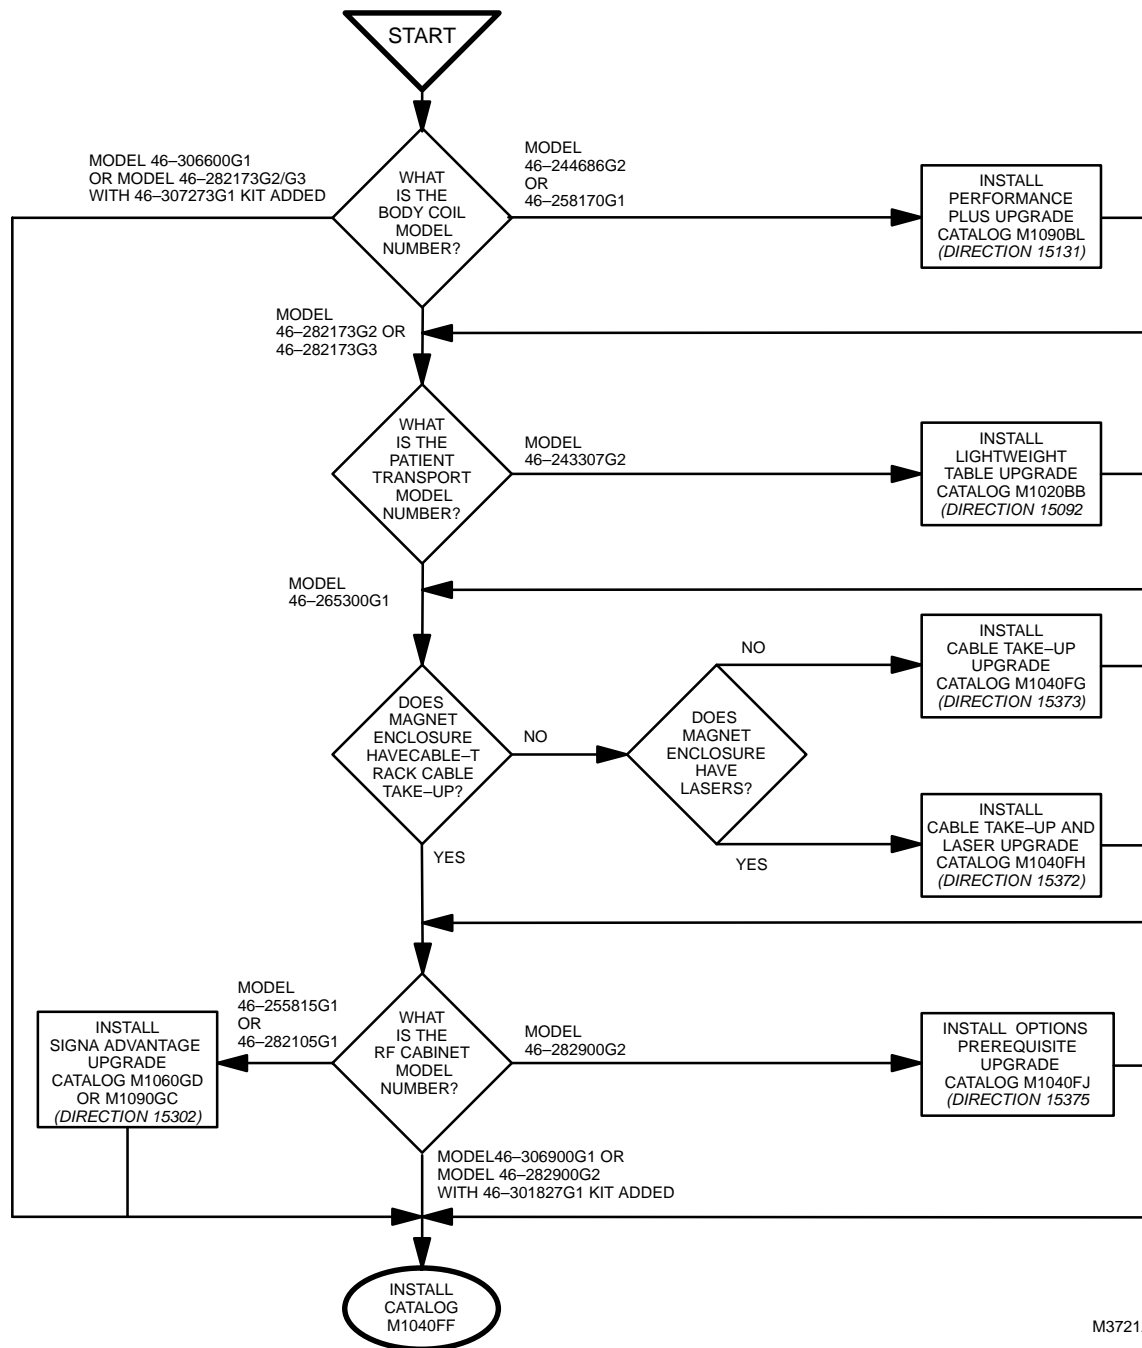 START
MODEL 46–306600G1
OR MODEL 46–282173G2/G3
WITH 46–307273G1 KIT ADDED
WHAT
IS THE
BODY COIL
MODEL
NUMBER?
MODEL
46–244686G2
OR
46–258170G1
INSTALL
PERFORMANCE
PLUS UPGRADE
CATALOG M1090BL
(DIRECTION 15131)
MODEL
46–282173G2 OR
46–282173G3
WHAT
IS THE
PATIENT
TRANSPORT
MODEL
NUMBER?
MODEL
46–243307G2
INSTALL
LIGHTWEIGHT
TABLE UPGRADE
CATALOG M1020BB
(DIRECTION 15092
MODEL
46–265300G1
DOES
MAGNET
ENCLOSURE
HAVECABLE–T
RACK CABLE
TAKE–UP?
NO
DOES
MAGNET
ENCLOSURE
HAVE
LASERS?
NO
INSTALL
CABLE TAKE–UP
UPGRADE
CATALOG M1040FG
(DIRECTION 15373)
YES
INSTALL
CABLE TAKE–UP AND
LASER UPGRADE
CATALOG M1040FH
(DIRECTION 15372)
YES
INSTALL
SIGNA ADVANTAGE
UPGRADE
CATALOG M1060GD
OR M1090GC
(DIRECTION 15302)
MODEL
46–255815G1
OR
46–282105G1
WHAT
IS THE
RF CABINET
MODEL
NUMBER?
MODEL
46–282900G2
INSTALL OPTIONS
PREREQUISITE
UPGRADE
CATALOG M1040FJ
(DIRECTION 15375
MODEL46–306900G1 OR
MODEL 46–282900G2
WITH 46–301827G1 KIT ADDED
INSTALL
CATALOG
M1040FF